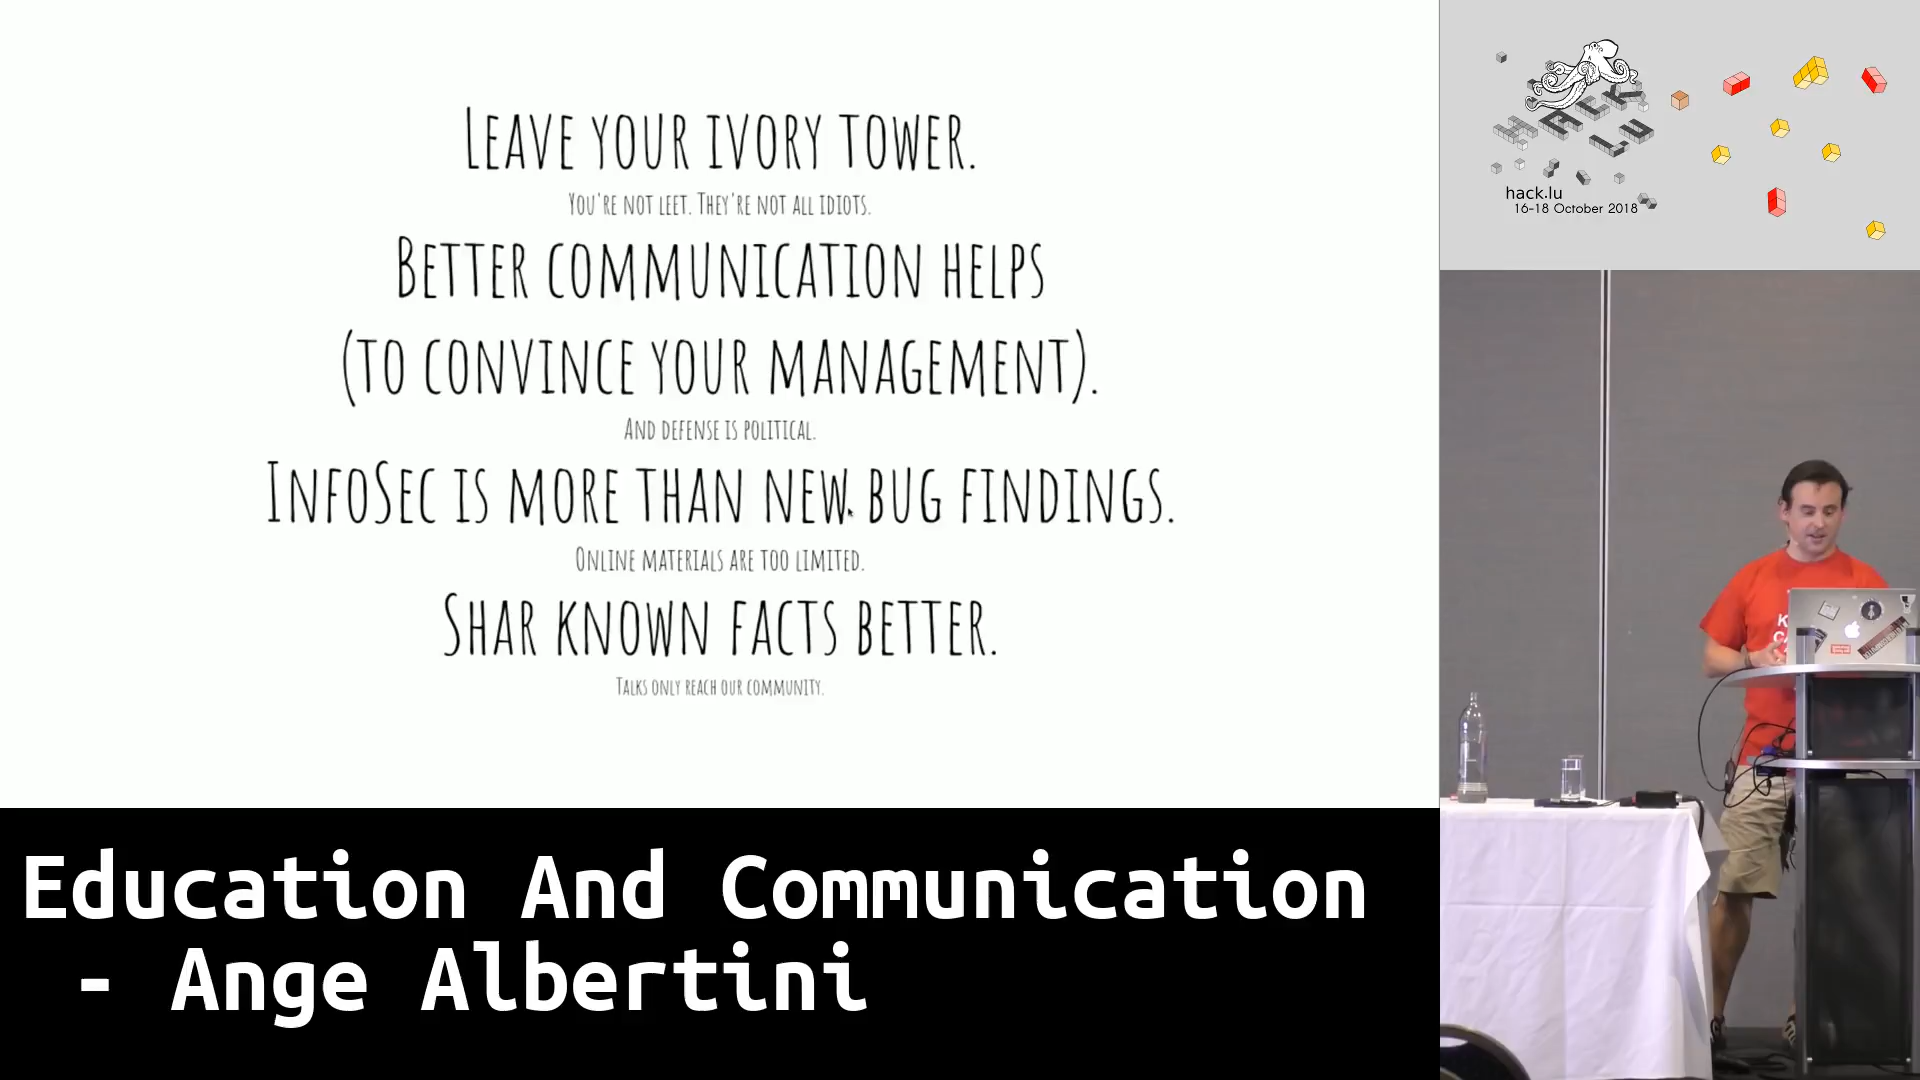 Leave your ivory tower.
You're not leet. They're not all idiots.
Better communication helps
(to convince your management).
And defense is political.
InfoSec is more than new bug findings.
Online materials are too limited.
Shar known facts better.
Talks only reach our community.
Education And Communication
- Ange Albertini
HACK
LU
hack.lu
16-18 October 2018